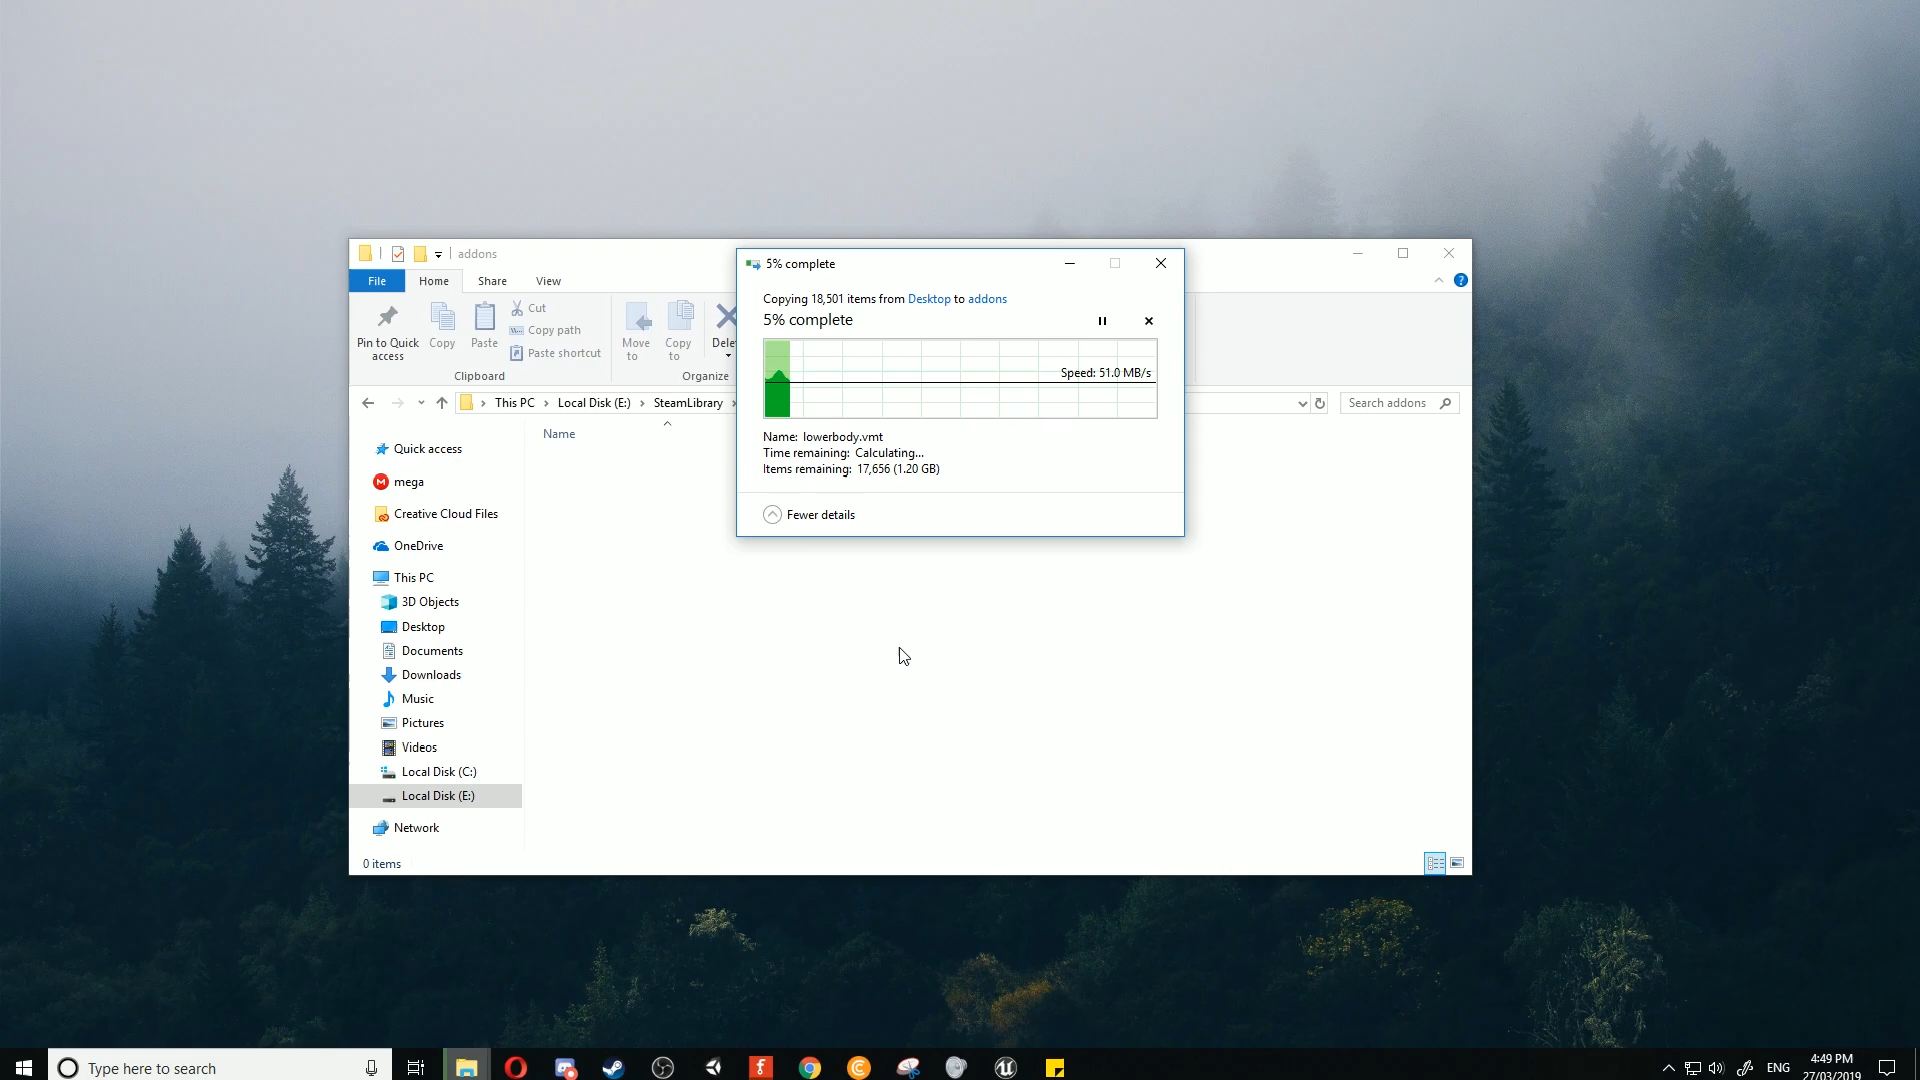 addons
File Home Share View
Pin to Quick access
Copy
Paste
Cut
Copy path
Paste shortcut
Clipboard
Move to
Copy to
Delet
Organize
This PC Local Disk (E:) SteamLibrary
Search addons
Name
Quick access
mega
Creative Cloud Files
OneDrive
This PC
3D Objects
Desktop
Documents
Downloads
Music
Pictures
Videos
Local Disk (C:)
Local Disk (E:)
Network
0 items
5% complete
Copying 18,501 items from Desktop to addons
5% complete
Speed: 51.0 MB/s
Name: lowerbody.vmt
Time remaining: Calculating...
Items remaining: 17,656 (1.20 GB)
Fewer details
Type here to search
ENG
4:49 PM
27/03/2019